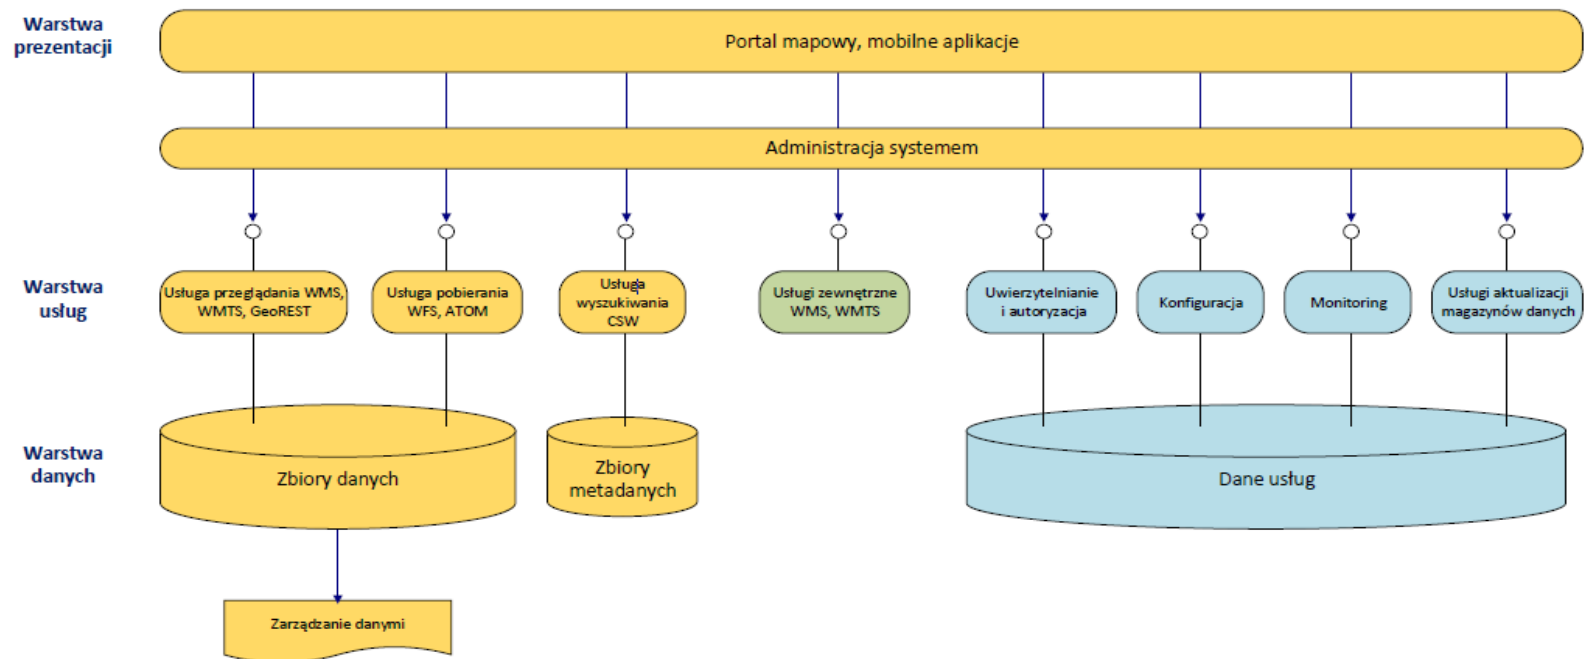 Warstwa
prezentacji
Portal mapowy, mobilne aplikacje
Administracja systemem
Warstwa
usług
Usługa przeglądania WMS,
WMTS, GeoREST
Usługa pobierania
WFS, ATOM
Usługa
wyszukiwania
CSW
Usługi zewnętrzne
WMS, WMTS
Uwierzytelnianie
i autoryzacja
Konfiguracja
Monitoring
Usługi aktualizacji
magazynów danych
Warstwa
danych
Zbiory danych
Zbiory
metadanych
Dane usług
Zarządzanie danymi